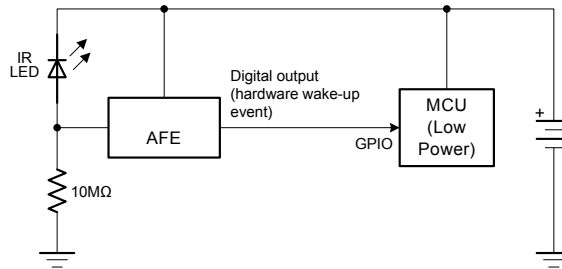 IR
LED
Digital output
(hardware wake-up
event)
AFE
GPIO
MCU
(Low
Power)
+
10MΩ